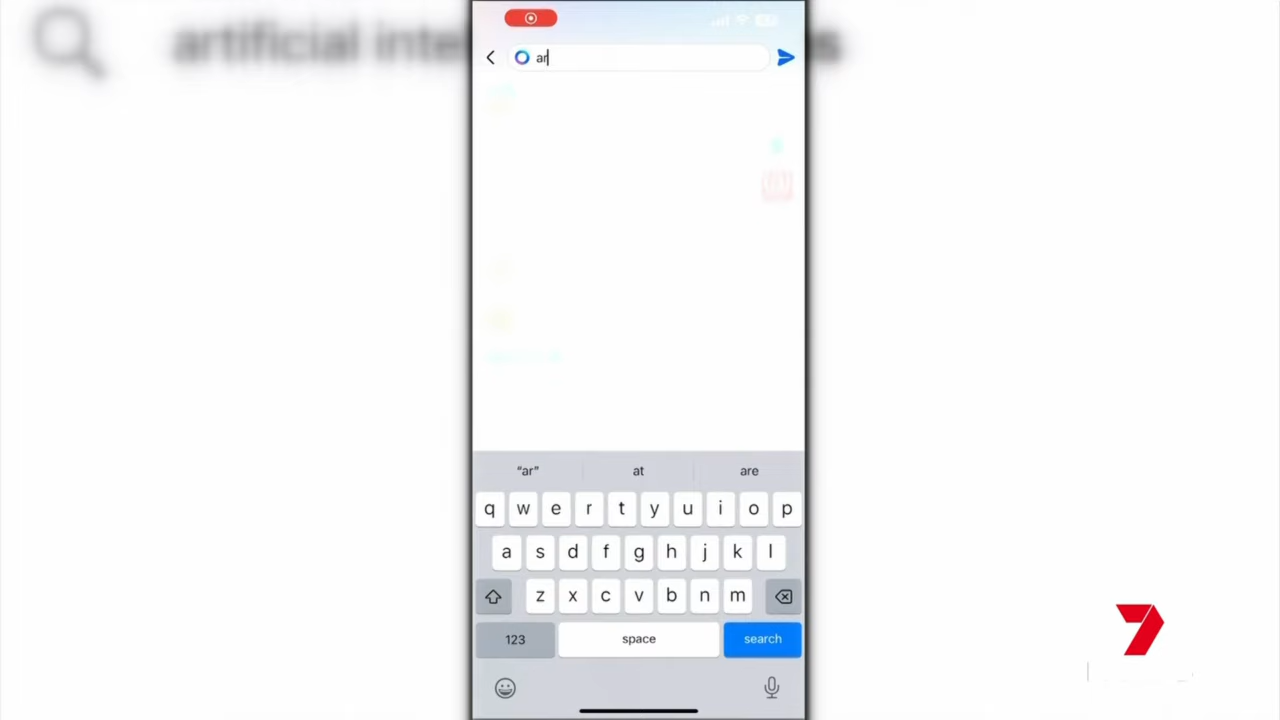 artificial inte
ar
"ar" at are
q w e r t y u i o p
a s d f g h j k l
z x c v b n m
123 space search
7